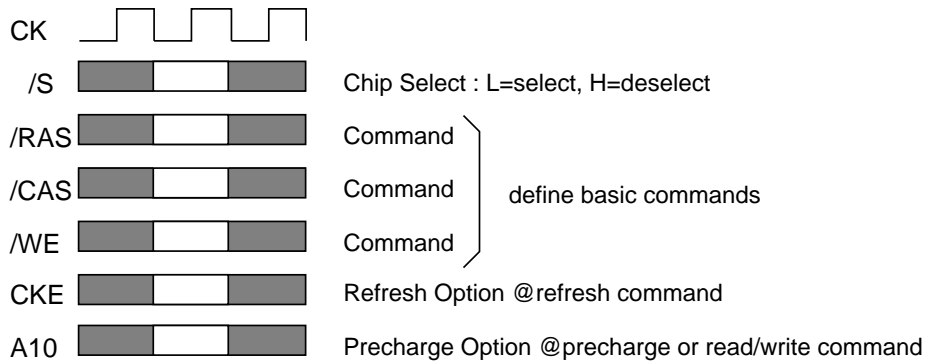 CK
/S Chip Select : L=select, H=deselect
/RAS Command
/CAS Command define basic commands
/WE Command
CKE Refresh Option @refresh command
A10 Precharge Option @precharge or read/write command